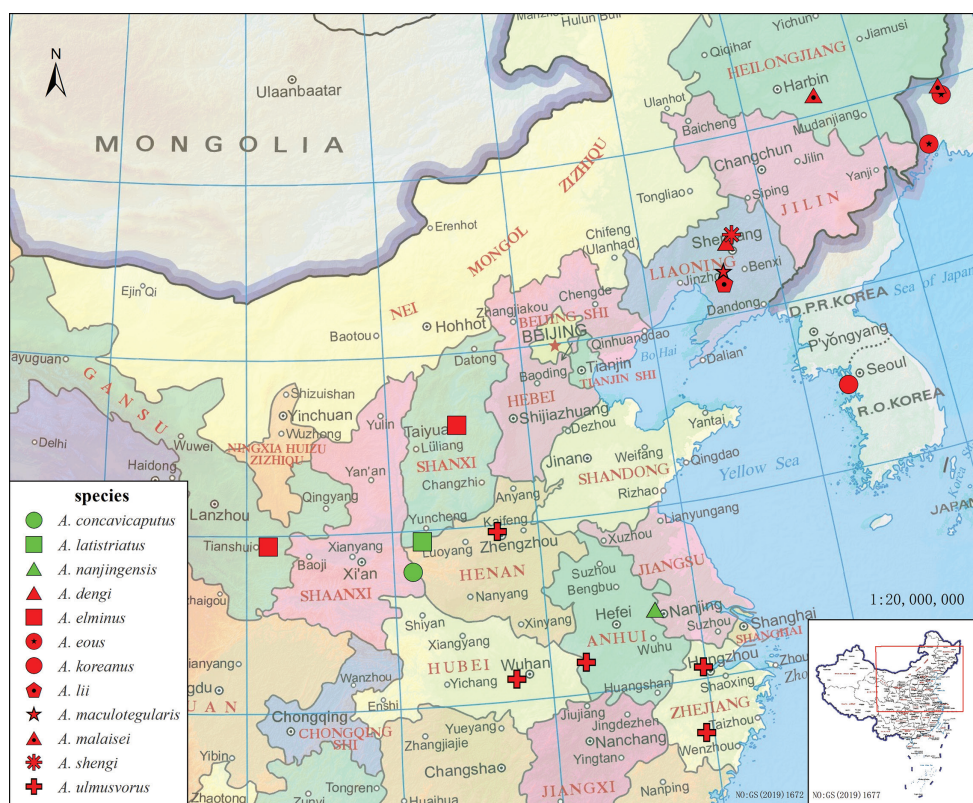 N
Manzhouli
Hulun Buir
Yichun
Jiamusi
Qiqihar
HEILONGJIANG
Ulaanbaatar
Harbin
MONGOLIA
Ulanhot
Baicheng
Mudanjiang
Changchun
Jilin
ZIZHIQU
Tongliao
Siping
Yanji
JILIN
Erenhot
Chifeng
(Ulanhad)
MONGOL
LIAONING
Benxi
Jinzhou
Ejin Qi
Chengde
Zhangjiakou
Dandong
D.P.R.KOREA
Sea of Japan
NEI
BEIJING SHI
Hohhot
BEIJING
Qinhuangdao
P'yǒngyang
Baotou
Datong
Bo Hai
Dalian
Tianjin
Seoul
Jiayuguan
TIANJIN SHI
Baoding
GANSU
Shizuishan
HEBEI
Yinchuan
Shijiazhuang
R.O.KOREA
Yulin
Taiyuan
Dezhou
Yantai
Delhi
Wuwei
Wuzhong
Lüliang
NINGXIA HUIZU
ZIZHIQU
SHANXI
Jinan
Weifang
Haidong
Yan'an
SHANDONG
Qingdao
Yellow Sea
Changzhi
Korea
Qingyang
Anyang
Rizhao
JAPAN
Lanzhou
Yuncheng
Kaifeng
Lianyungang
Tianshui
Xianyang
Luoyang
Zhengzhou
Xuzhou
Baoji
Xi'an
HENAN
JIANGSU
Suzhou
SHAANXI
Bengbu
Nanyang
Hefei
Nanjing
1:20,000,000
Shiyan
Xinyang
Suzhou
Shanghai
ANHUI
SHANGHAI
Xiangyang
Wuhu
HUBEI
Wuhan
Hangzhou
Wanzhou
Yichang
Shaoxing
Huangshan
Enshi
ZHEJIANG
Chongqing
Jiujiang
Taizhou
CHONGQING
SHI
Yueyang
Jingdezhen
Zhangjiajie
Nanchang
Wenzhou
Yibin
Yingtan
Changsha
Tongren
JIANGXI
Nanping
Zhaotong
Zunyi
Huaihua
species
A. concavicaputus
A. latistriatus
A. nanjingensis
A. dengi
A. elminus
A. eous
A. koreanus
A. lii
A. maculotegularis
A. malaisei
A. shengi
A. ulmusvorus
NO:GS(2019)1672
NO:GS(2019)1677